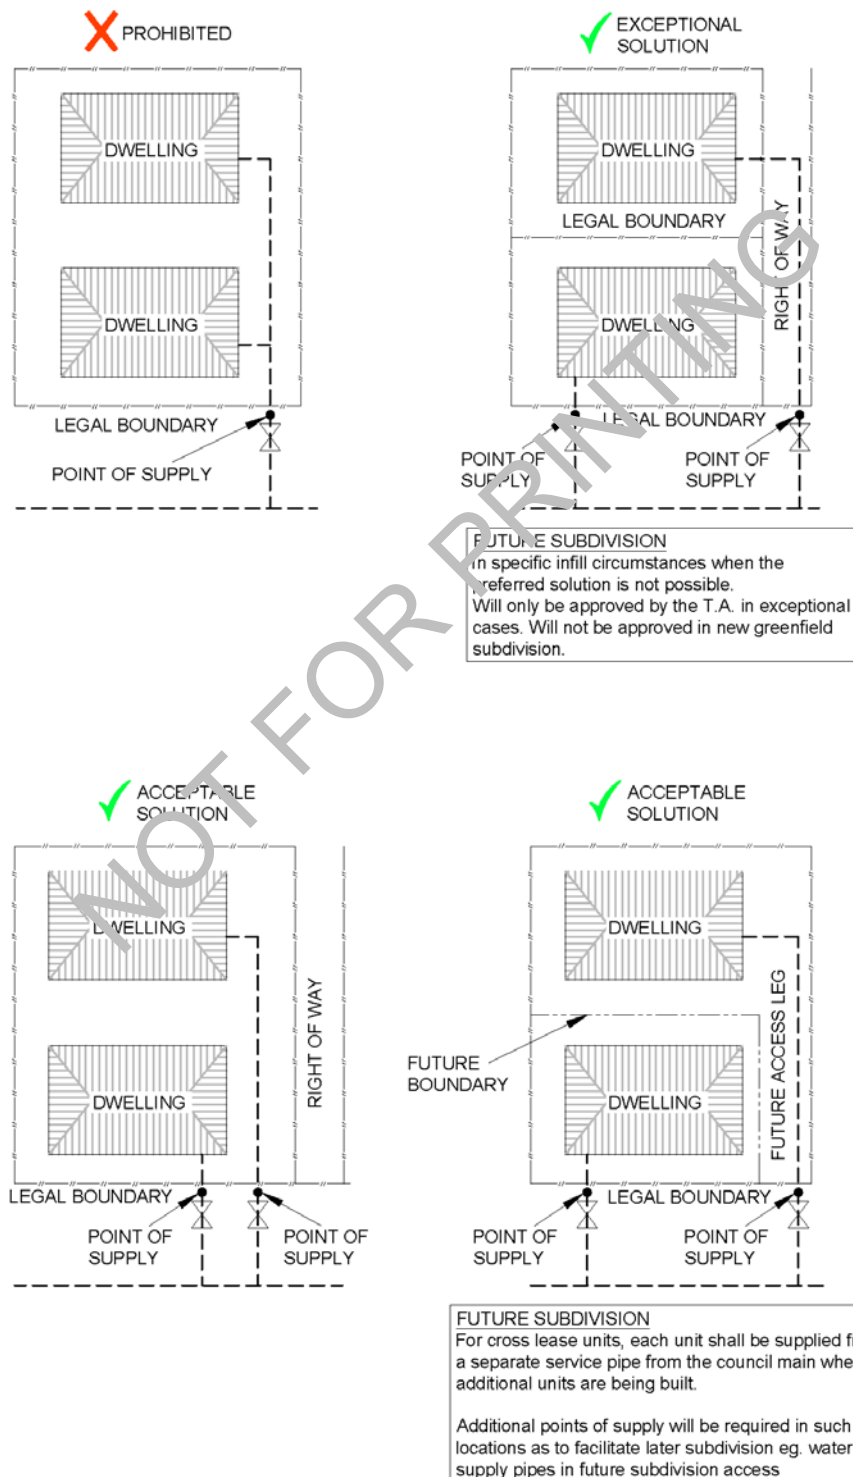 PROHIBITED
DWELLING
DWELLING
LEGAL BOUNDARY
POINT OF SUPPLY
EXCEPTIONAL
SOLUTION
DWELLING
LEGAL BOUNDARY
RIGHT OF WAY
DWELLING
LEGAL BOUNDARY
POINT OF
SUPPLY
POINT OF
SUPPLY
FUTURE SUBDIVISION
In specific infill circumstances when the
preferred solution is not possible.
Will only be approved by the T.A. in exceptional
cases. Will not be approved in new greenfield
subdivision.
NOT FOR PRINTING
ACCEPTABLE
SOLUTION
DWELLING
RIGHT OF WAY
DWELLING
LEGAL BOUNDARY
POINT OF
SUPPLY
POINT OF
SUPPLY
ACCEPTABLE
SOLUTION
DWELLING
FUTURE ACCESS LEG
FUTURE
BOUNDARY
DWELLING
LEGAL BOUNDARY
POINT OF
SUPPLY
POINT OF
SUPPLY
FUTURE SUBDIVISION
For cross lease units, each unit shall be supplied
a separate service pipe from the council main
additional units are being built.
Additional points of supply will be required in such
locations as to facilitate later subdivision eg. water
supply pipes in future subdivision access